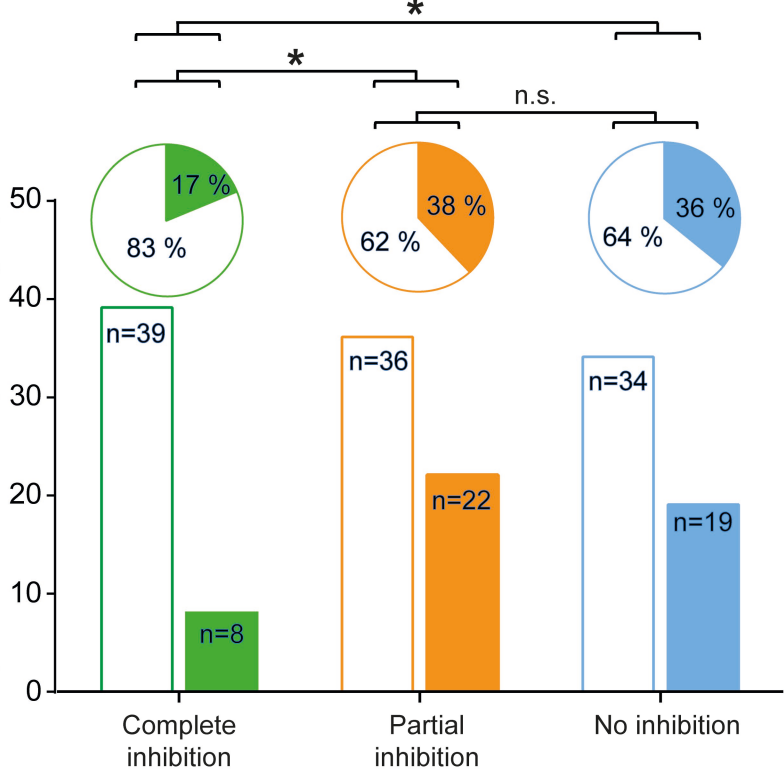 *
*
n.s.
17 %
83 %
38 %
62 %
36 %
64 %
50
40
30
20
10
0
n=39
n=8
n=36
n=22
n=34
n=19
Complete
inhibition
Partial
inhibition
No inhibition